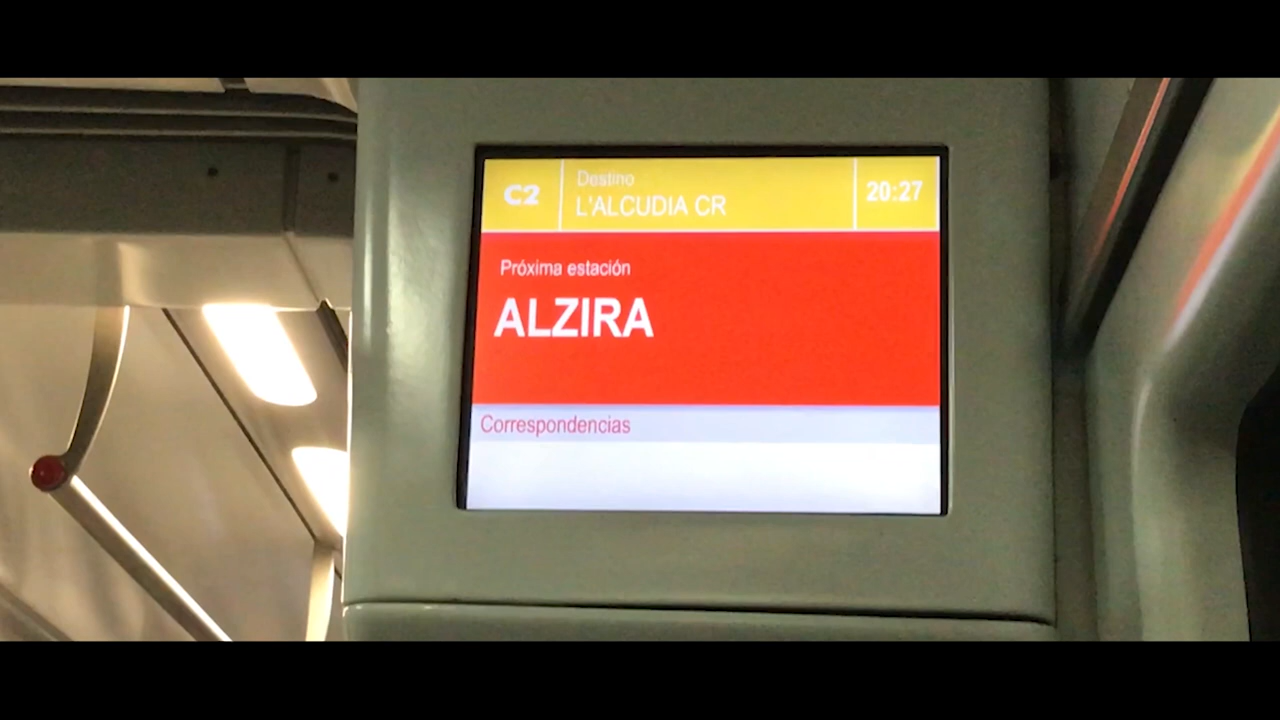 C2
Destino
L'ALCUDIA CR
20:27
Próxima estación
ALZIRA
Correspondencias